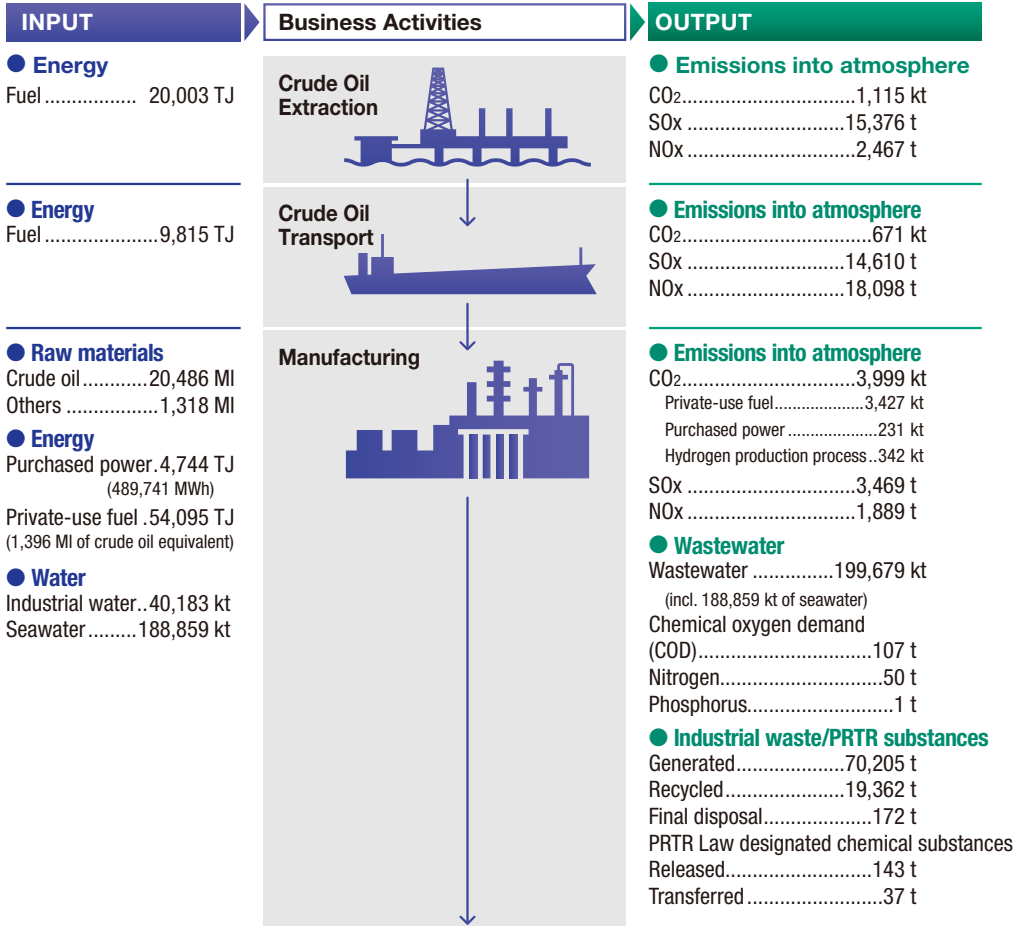 INPUT
Business Activities
OUTPUT
● Energy
Fuel ................. 20,003 TJ
Crude Oil
Extraction
● Emissions into atmosphere
CO2..........................1,115 kt
SOx ........................15,376 t
NOx ..........................2,467 t
● Energy
Fuel .................9,815 TJ
Crude Oil
Transport
● Emissions into atmosphere
CO2.............................671 kt
SOx ........................14,610 t
NOx ........................18,098 t
● Raw materials
Crude oil............20,486 Ml
Others .................1,318 Ml
● Energy
Purchased power.4,744 TJ
(489,741 MWh)
Private-use fuel .54,095 TJ
(1,396 Ml of crude oil equivalent)
● Water
Industrial water..40,183 kt
Seawater.........188,859 kt
Manufacturing
● Emissions into atmosphere
CO2..........................3,999 kt
Private-use fuel.....................3,427 kt
Purchased power .....................231 kt
Hydrogen production process..342 kt
SOx ..........................3,469 t
NOx ..........................1,889 t
● Wastewater
Wastewater ...............199,679 kt
(incl. 188,859 kt of seawater)
Chemical oxygen demand
(COD)................................107 t
Nitrogen..............................50 t
Phosphorus...........................1 t
● Industrial waste/PRTR substances
Generated....................70,205 t
Recycled......................19,362 t
Final disposal....................172 t
PRTR Law designated chemical substances
Released...........................143 t
Transferred.........................37 t